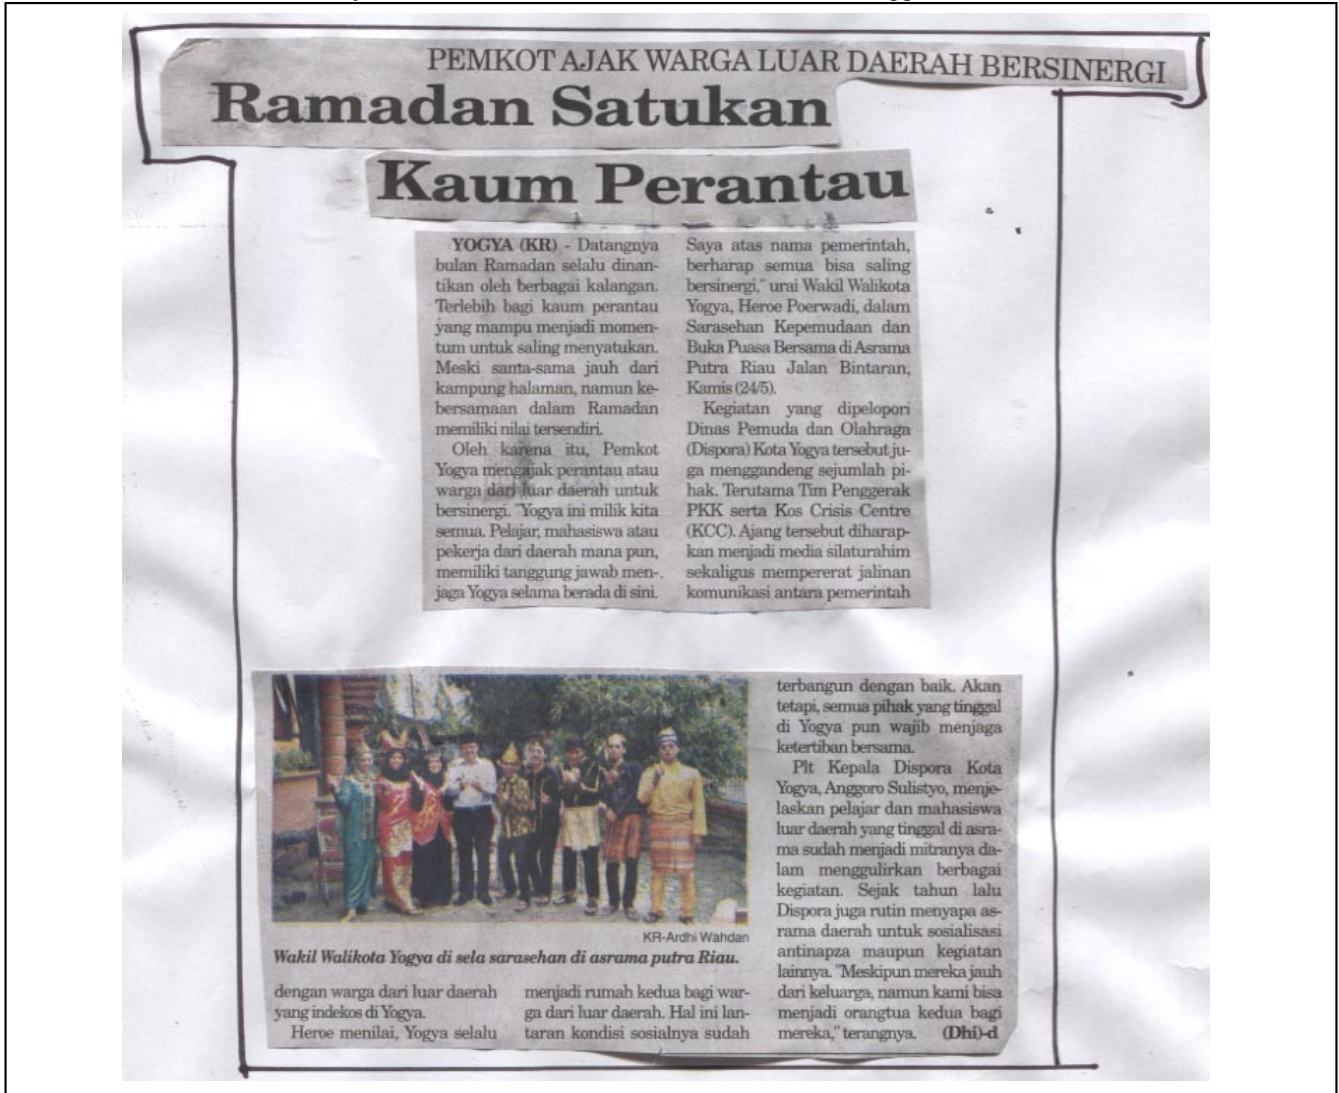 PEMKOT AJAK WARGA LUAR DAERAH BERSINERGI
Ramadan Satukan
Kaum Perantau
YOGYA (KR) - Datangnya
bulan Ramadan selalu dinan-
tikan oleh berbagai kalangan.
Terlebih bagi kaum perantau
yang mampu menjadi momen-
tum untuk saling menyatukan.
Meski sama-sama jauh dari
kampung halaman, namun ke-
bersamaan dalam Ramadan
memiliki nilai tersendiri.
Oleh karena itu, Pemkot
Yogya mengajak perantau atau
warga dari luar daerah untuk
bersinergi. "Yogya ini milik kita
semua. Pelajar, mahasiswa atau
pekerja dari daerah mana pun,
memiliki tanggung jawab men-
jaga Yogya selama berada di sini.
Saya atas nama pemerintah,
berharap semua bisa saling
bersinergi," urai Wakil Walikota
Yogya, Heroe Poerwadi, dalam
Sarasehan Kepemudaan dan
Buka Puasa Bersama di Asrama
Putra Riau Jalan Bintaran,
Kamis (24/5).
Kegiatan yang dipelopori
Dinas Pemuda dan Olahraga
(Dispora) Kota Yogya tersebut ju-
ga menggandeng sejumlah pi-
hak. Terutama Tim Penggerak
PKK serta Kos Crisis Centre
(KCC). Ajang tersebut diharap-
kan menjadi media silaturahim
sekaligus mempererat jalinan
komunikasi antara pemerintah
KR-Ardhi Wahdan
Wakil Walikota Yogya di sela sarasehan di asrama putra Riau.
dengan warga dari luar daerah
yang indekos di Yogya.
Heroe menilai, Yogya selalu
menjadi rumah kedua bagi war-
ga dari luar daerah. Hal ini lan-
taran kondisi sosialnya sudah
terbangun dengan baik. Akan
tetapi, semua pihak yang tinggal
di Yogya pun wajib menjaga
ketertiban bersama.
Plt Kepala Dispora Kota
Yogya, Anggoro Sulistyo, menje-
laskan pelajar dan mahasiswa
luar daerah yang tinggal di asra-
ma sudah menjadi mitranya da-
lam menggulirkan berbagai
kegiatan. Sejak tahun lalu
Dispora juga rutin menyapa as-
rama daerah untuk sosialisasi
antinapza maupun kegiatan
lainnya. "Meskipun mereka jauh
dari keluarga, namun kami bisa
menjadi orangtua kedua bagi
mereka," terangnya. (Dhi)-d